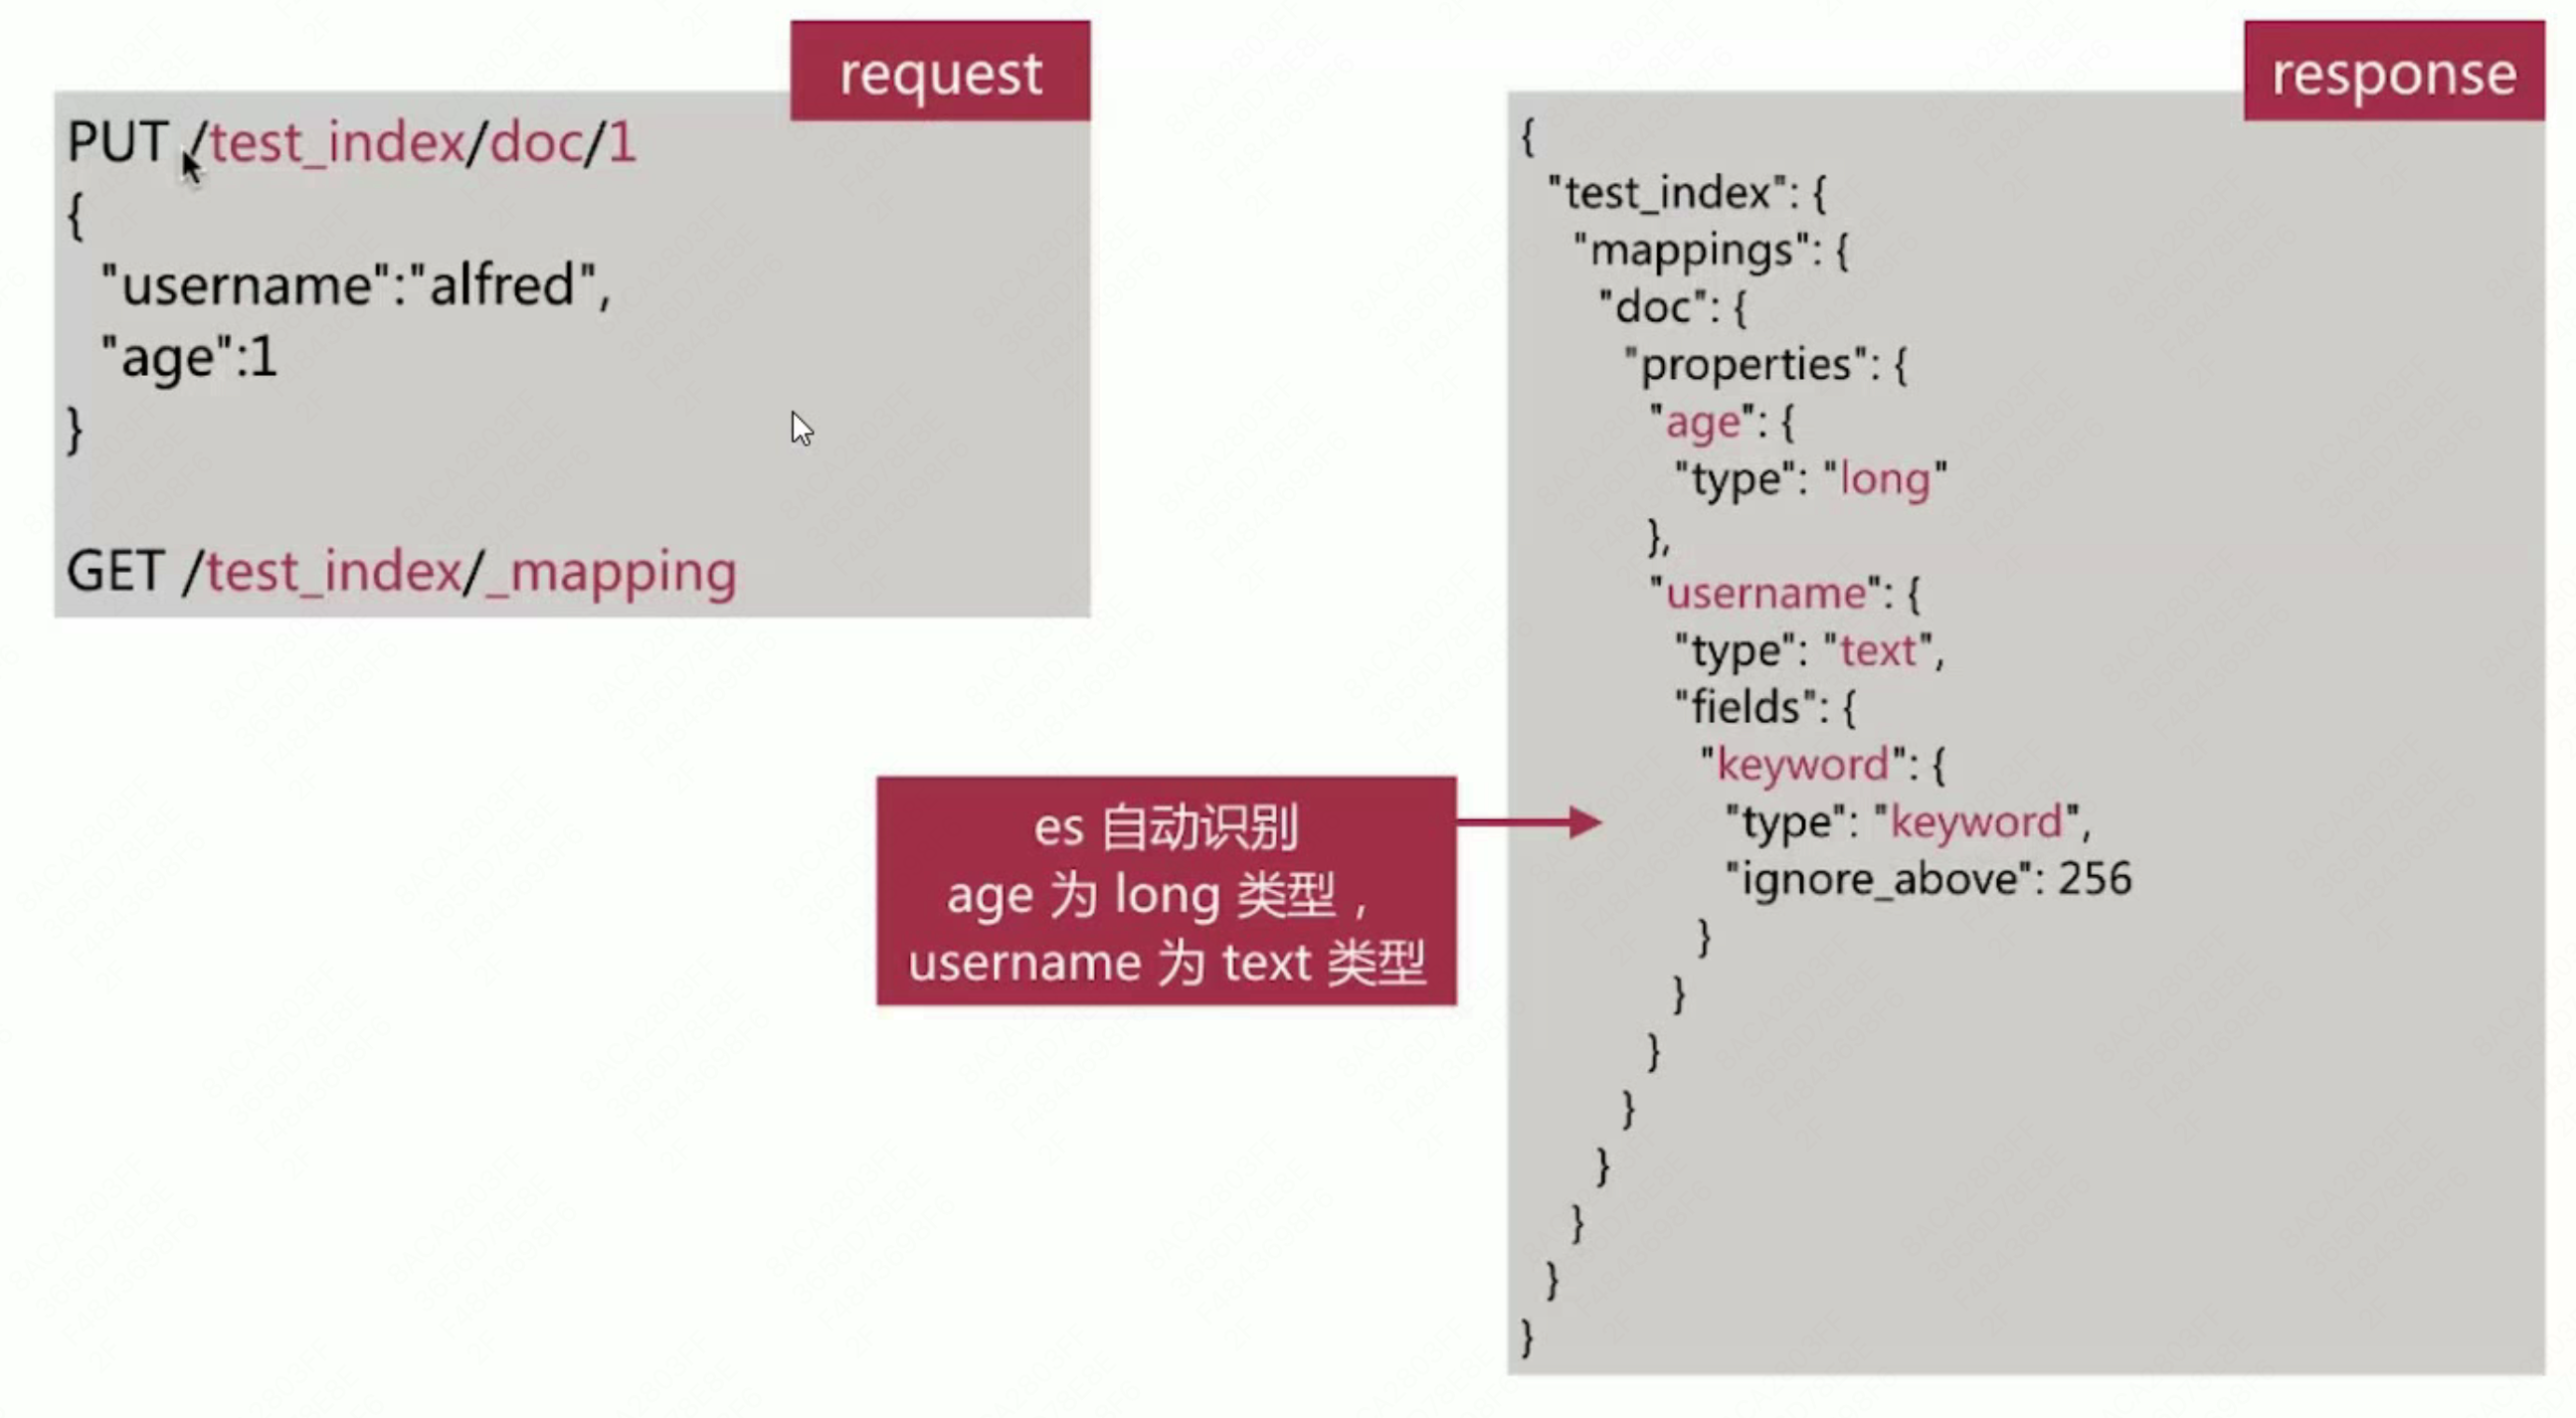 request
PUT /test_index/doc/1
{
"username":"alfred",
"age":1
}
GET /test_index/_mapping
es 自动识别
age 为 long 类型，
username 为 text 类型
response
{
"test_index": {
"mappings": {
"doc": {
"properties": {
"age": {
"type": "long"
},
"username": {
"type": "text",
"fields": {
"keyword": {
"type": "keyword",
"ignore_above": 256
}
}
}
}
}
}
}
}